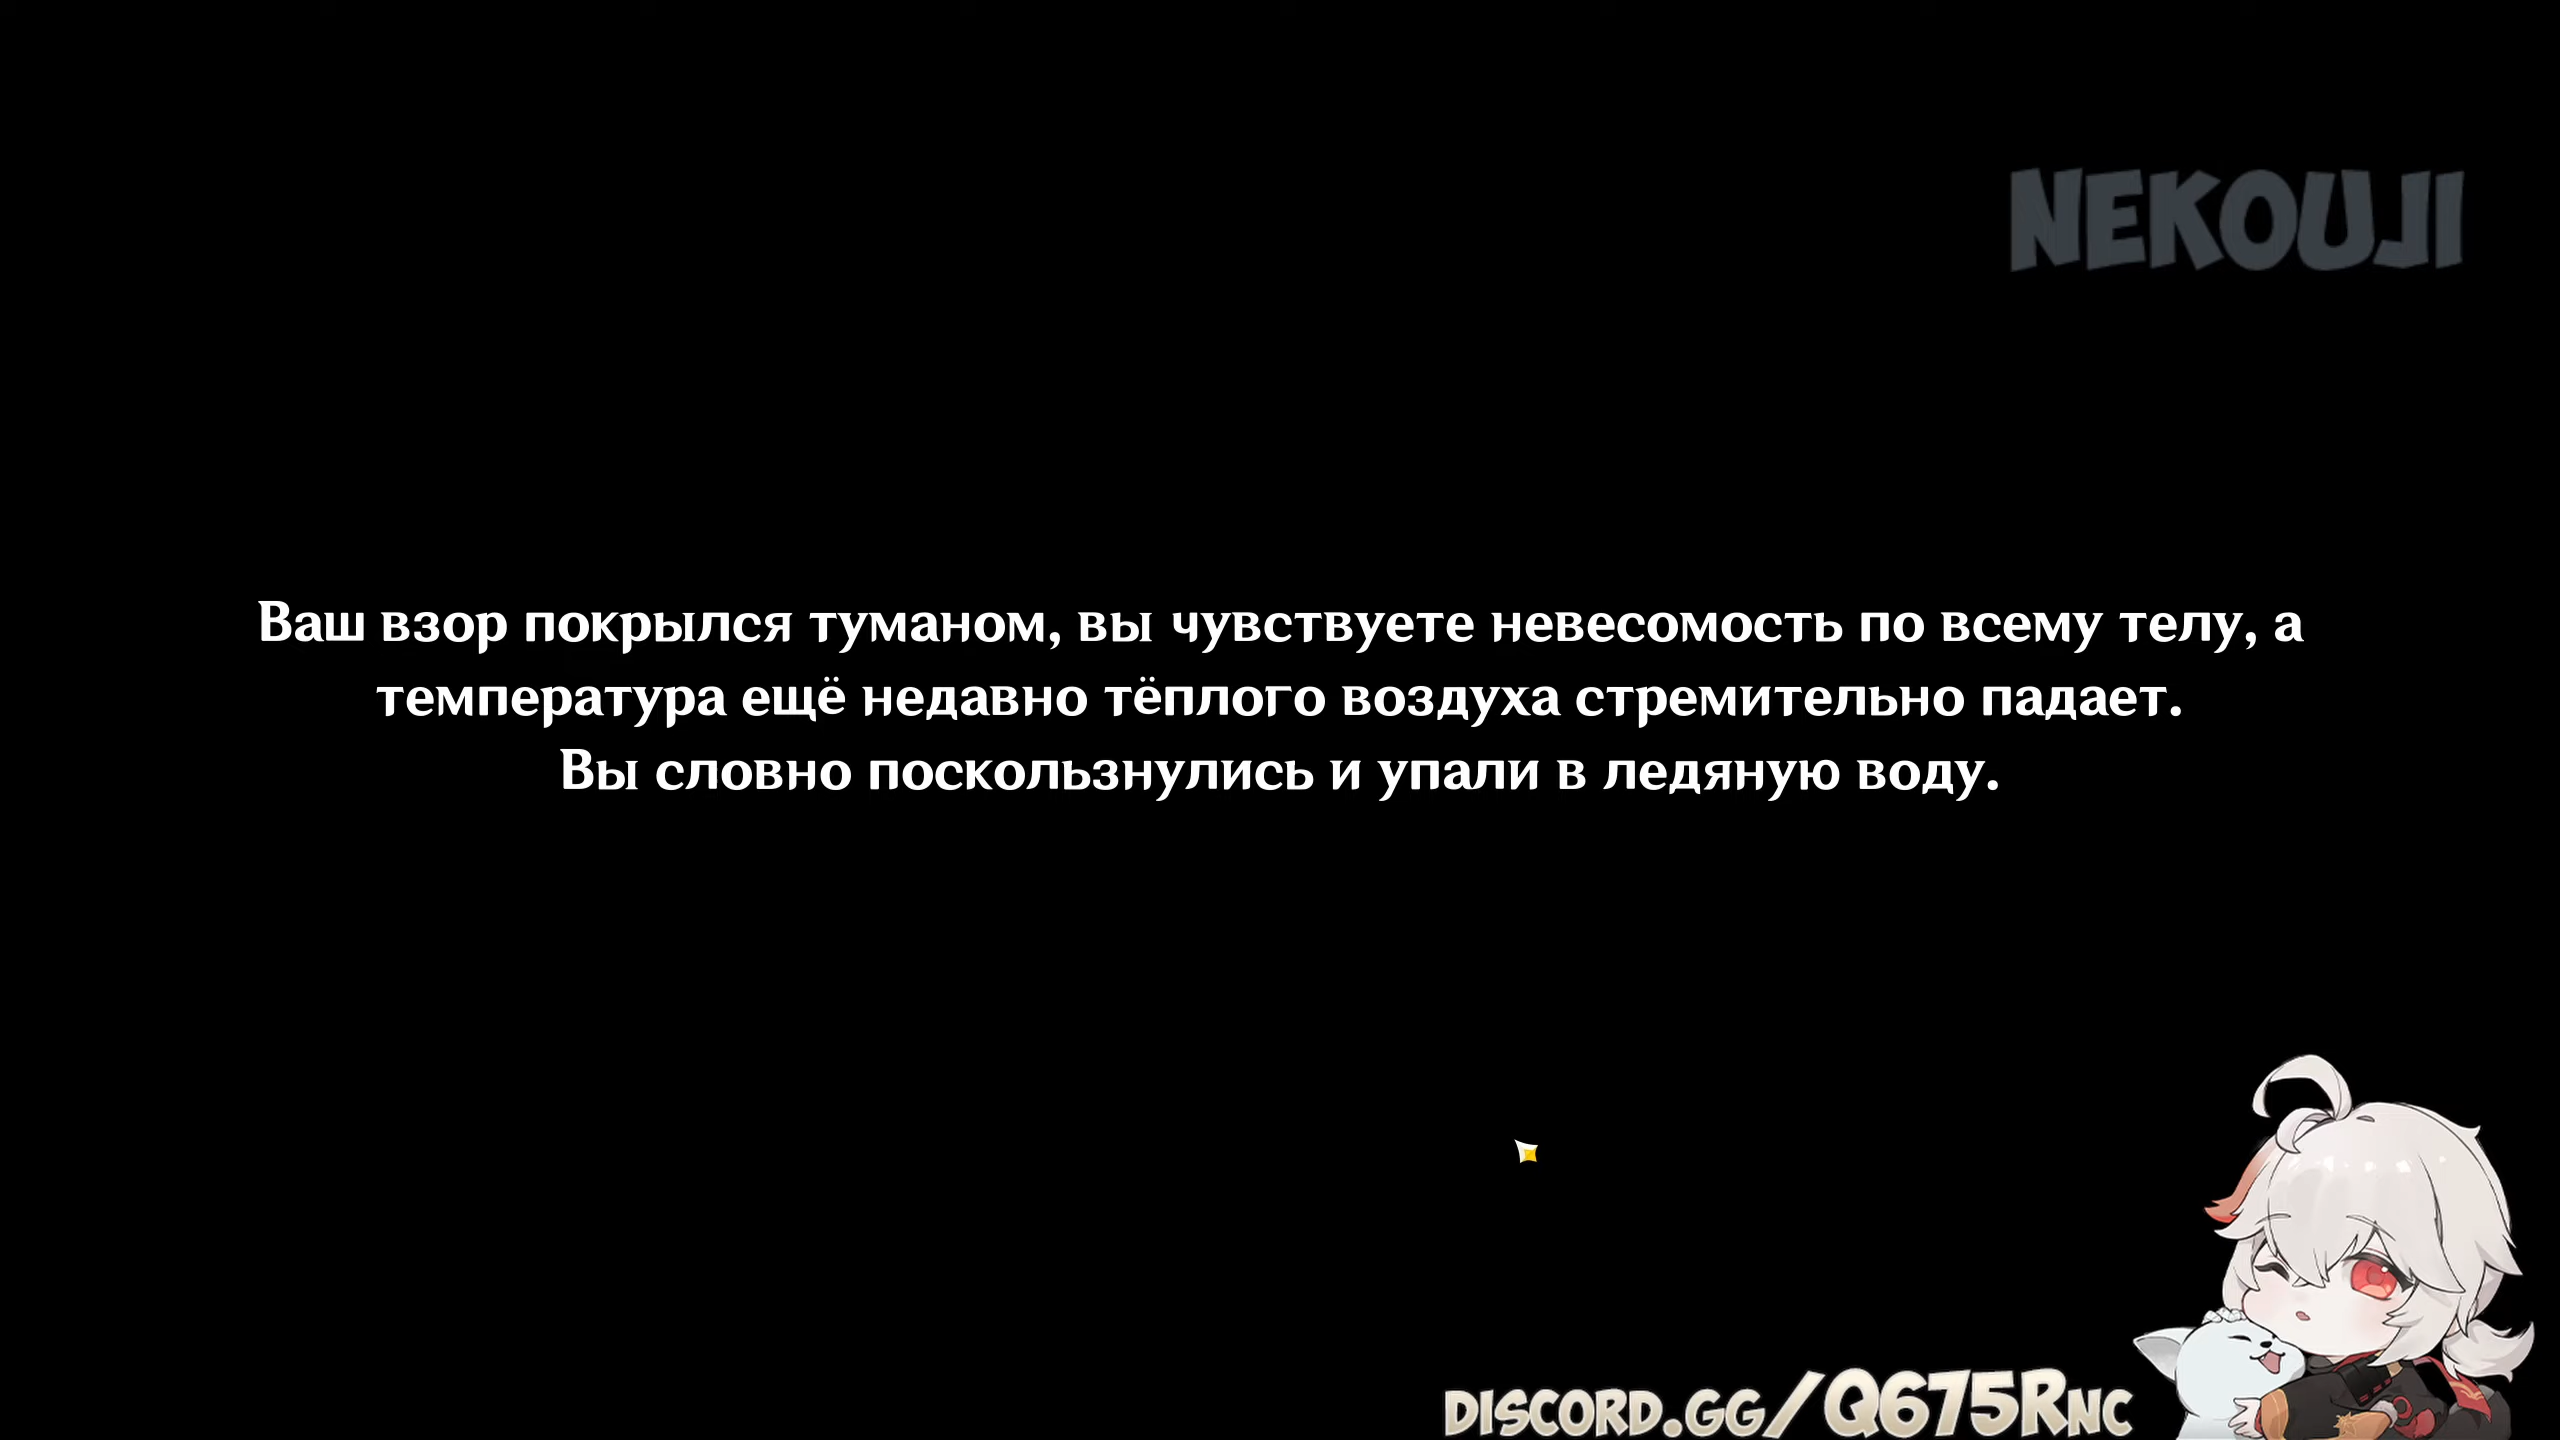 NEKOUJI
Ваш взор покрылся туманом, вы чувствуете невесомость по всему телу, а
температура ещё недавно тёплого воздуха стремительно падает.
Вы словно поскользнулись и упали в ледяную воду.
DISCORD.GG/Q675RNC